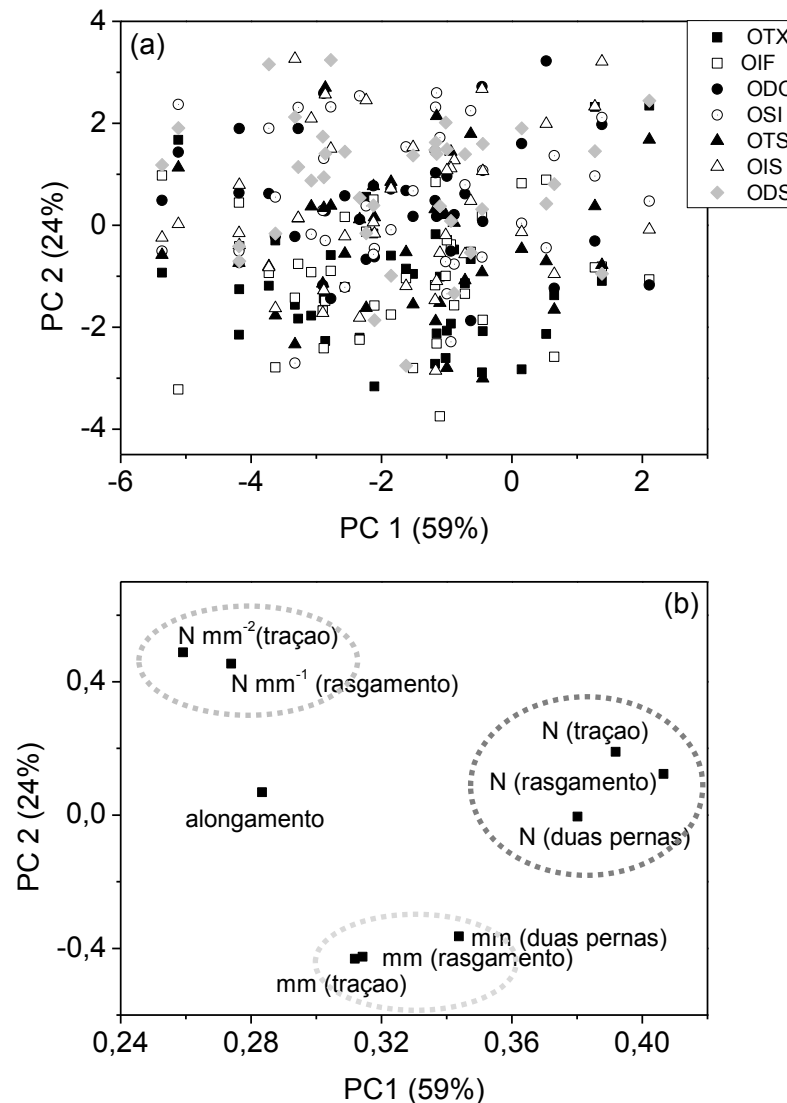 (a)
OTX
OIF
ODC
OSI
OTS
OIS
ODS
4
2
0
-2
-4
PC 2 (24%)
-6
-4
-2
0
2
PC 1 (59%)
(b)
N mm-2(traçao)
N mm-1 (rasgamento)
N (traçao)
N (rasgamento)
N (duas pernas)
alongamento
mm (duas pernas)
mm (rasgamento)
mm (traçao)
0,4
0,0
-0,4
PC 2 (24%)
0,24
0,28
0,32
0,36
0,40
PC1 (59%)